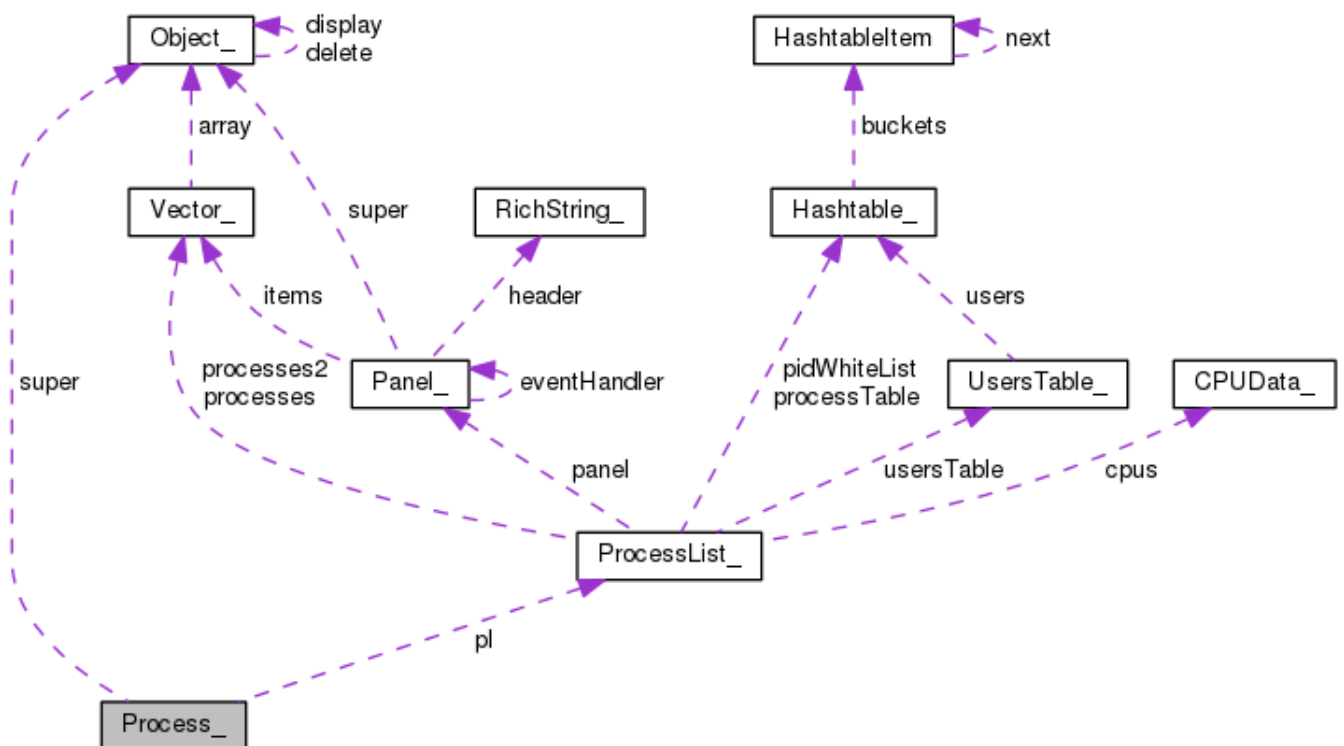 Object_
display
delete
HashtableItem
next
array
buckets
Vector_
super
RichString_
Hashtable_
items
header
users
super
processes2
processes
Panel_
eventHandler
pidWhiteList
processTable
UsersTable_
CPUData_
panel
usersTable
cpus
ProcessList_
pl
Process_